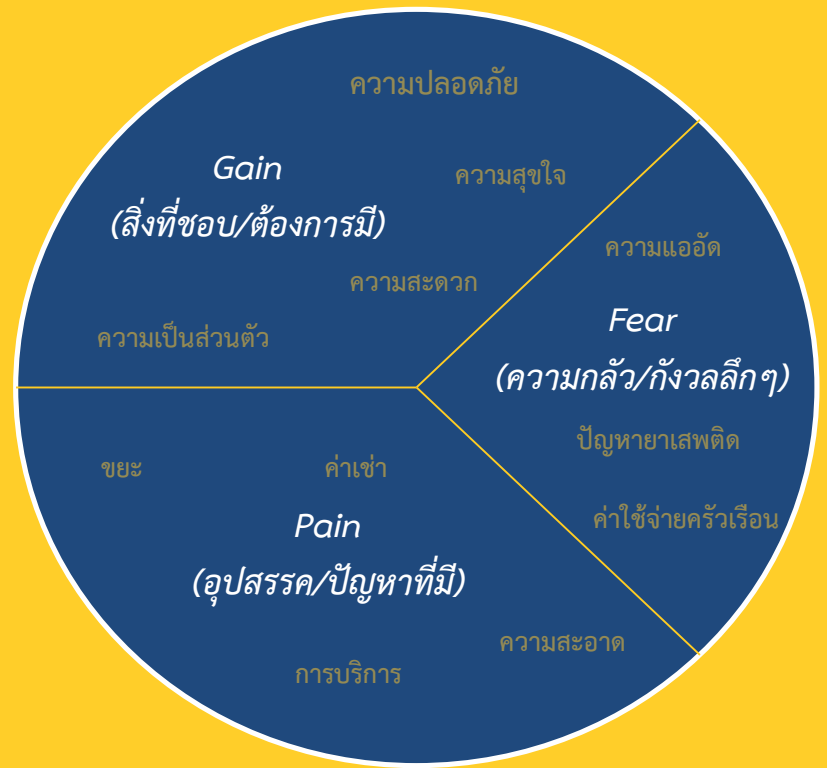 ความปลอดภัย
Gain
(สิ่งที่ชอบ/ต้องการมี)
ความสุขใจ
ความสะดวก
ความเป็นส่วนตัว
ความแออัด
Fear
(ความกลัว/กังวลลึกๆ)
ปัญหายาเสพติด
ค่าใช้จ่ายครัวเรือน
ขยะ
ค่าเช่า
Pain
(อุปสรรค/ปัญหาที่มี)
ความสะอาด
การบริการ